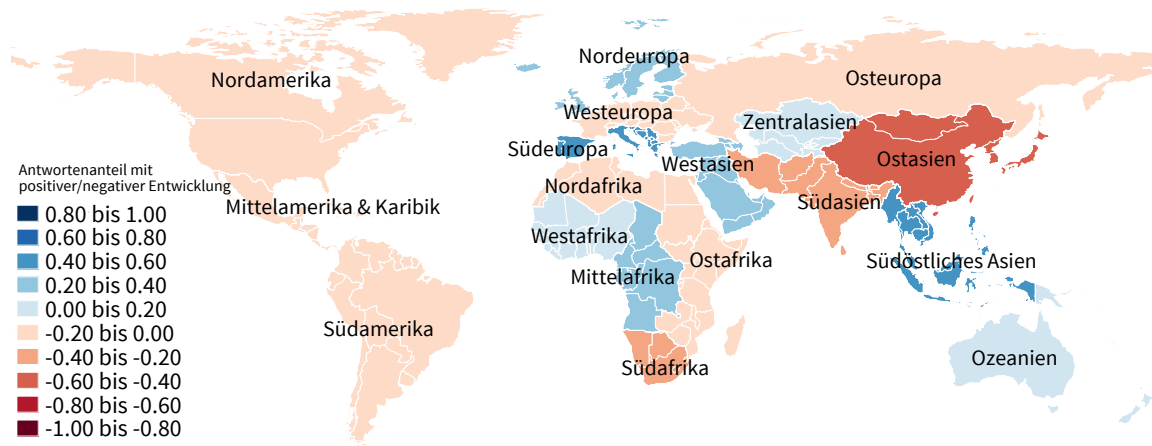 Nordeuropa
Nordamerika
Osteuropa
Westeuropa
Zentralasien
Südeuropa
Ostasien
Westasien
Antwortenanteil mit
positiver/negativer Entwicklung
Nordafrika
Südasien
Mittelamerika & Karibik
0.80 bis 1.00
0.60 bis 0.80
Westafrika
0.40 bis 0.60
Ostafrika
Südöstliches Asien
Mittelafrika
0.20 bis 0.40
0.00 bis 0.20
-0.20 bis 0.00
Südamerika
-0.40 bis -0.20
Ozeanien
Südafrika
-0.60 bis -0.40
-0.80 bis -0.60
-1.00 bis -0.80